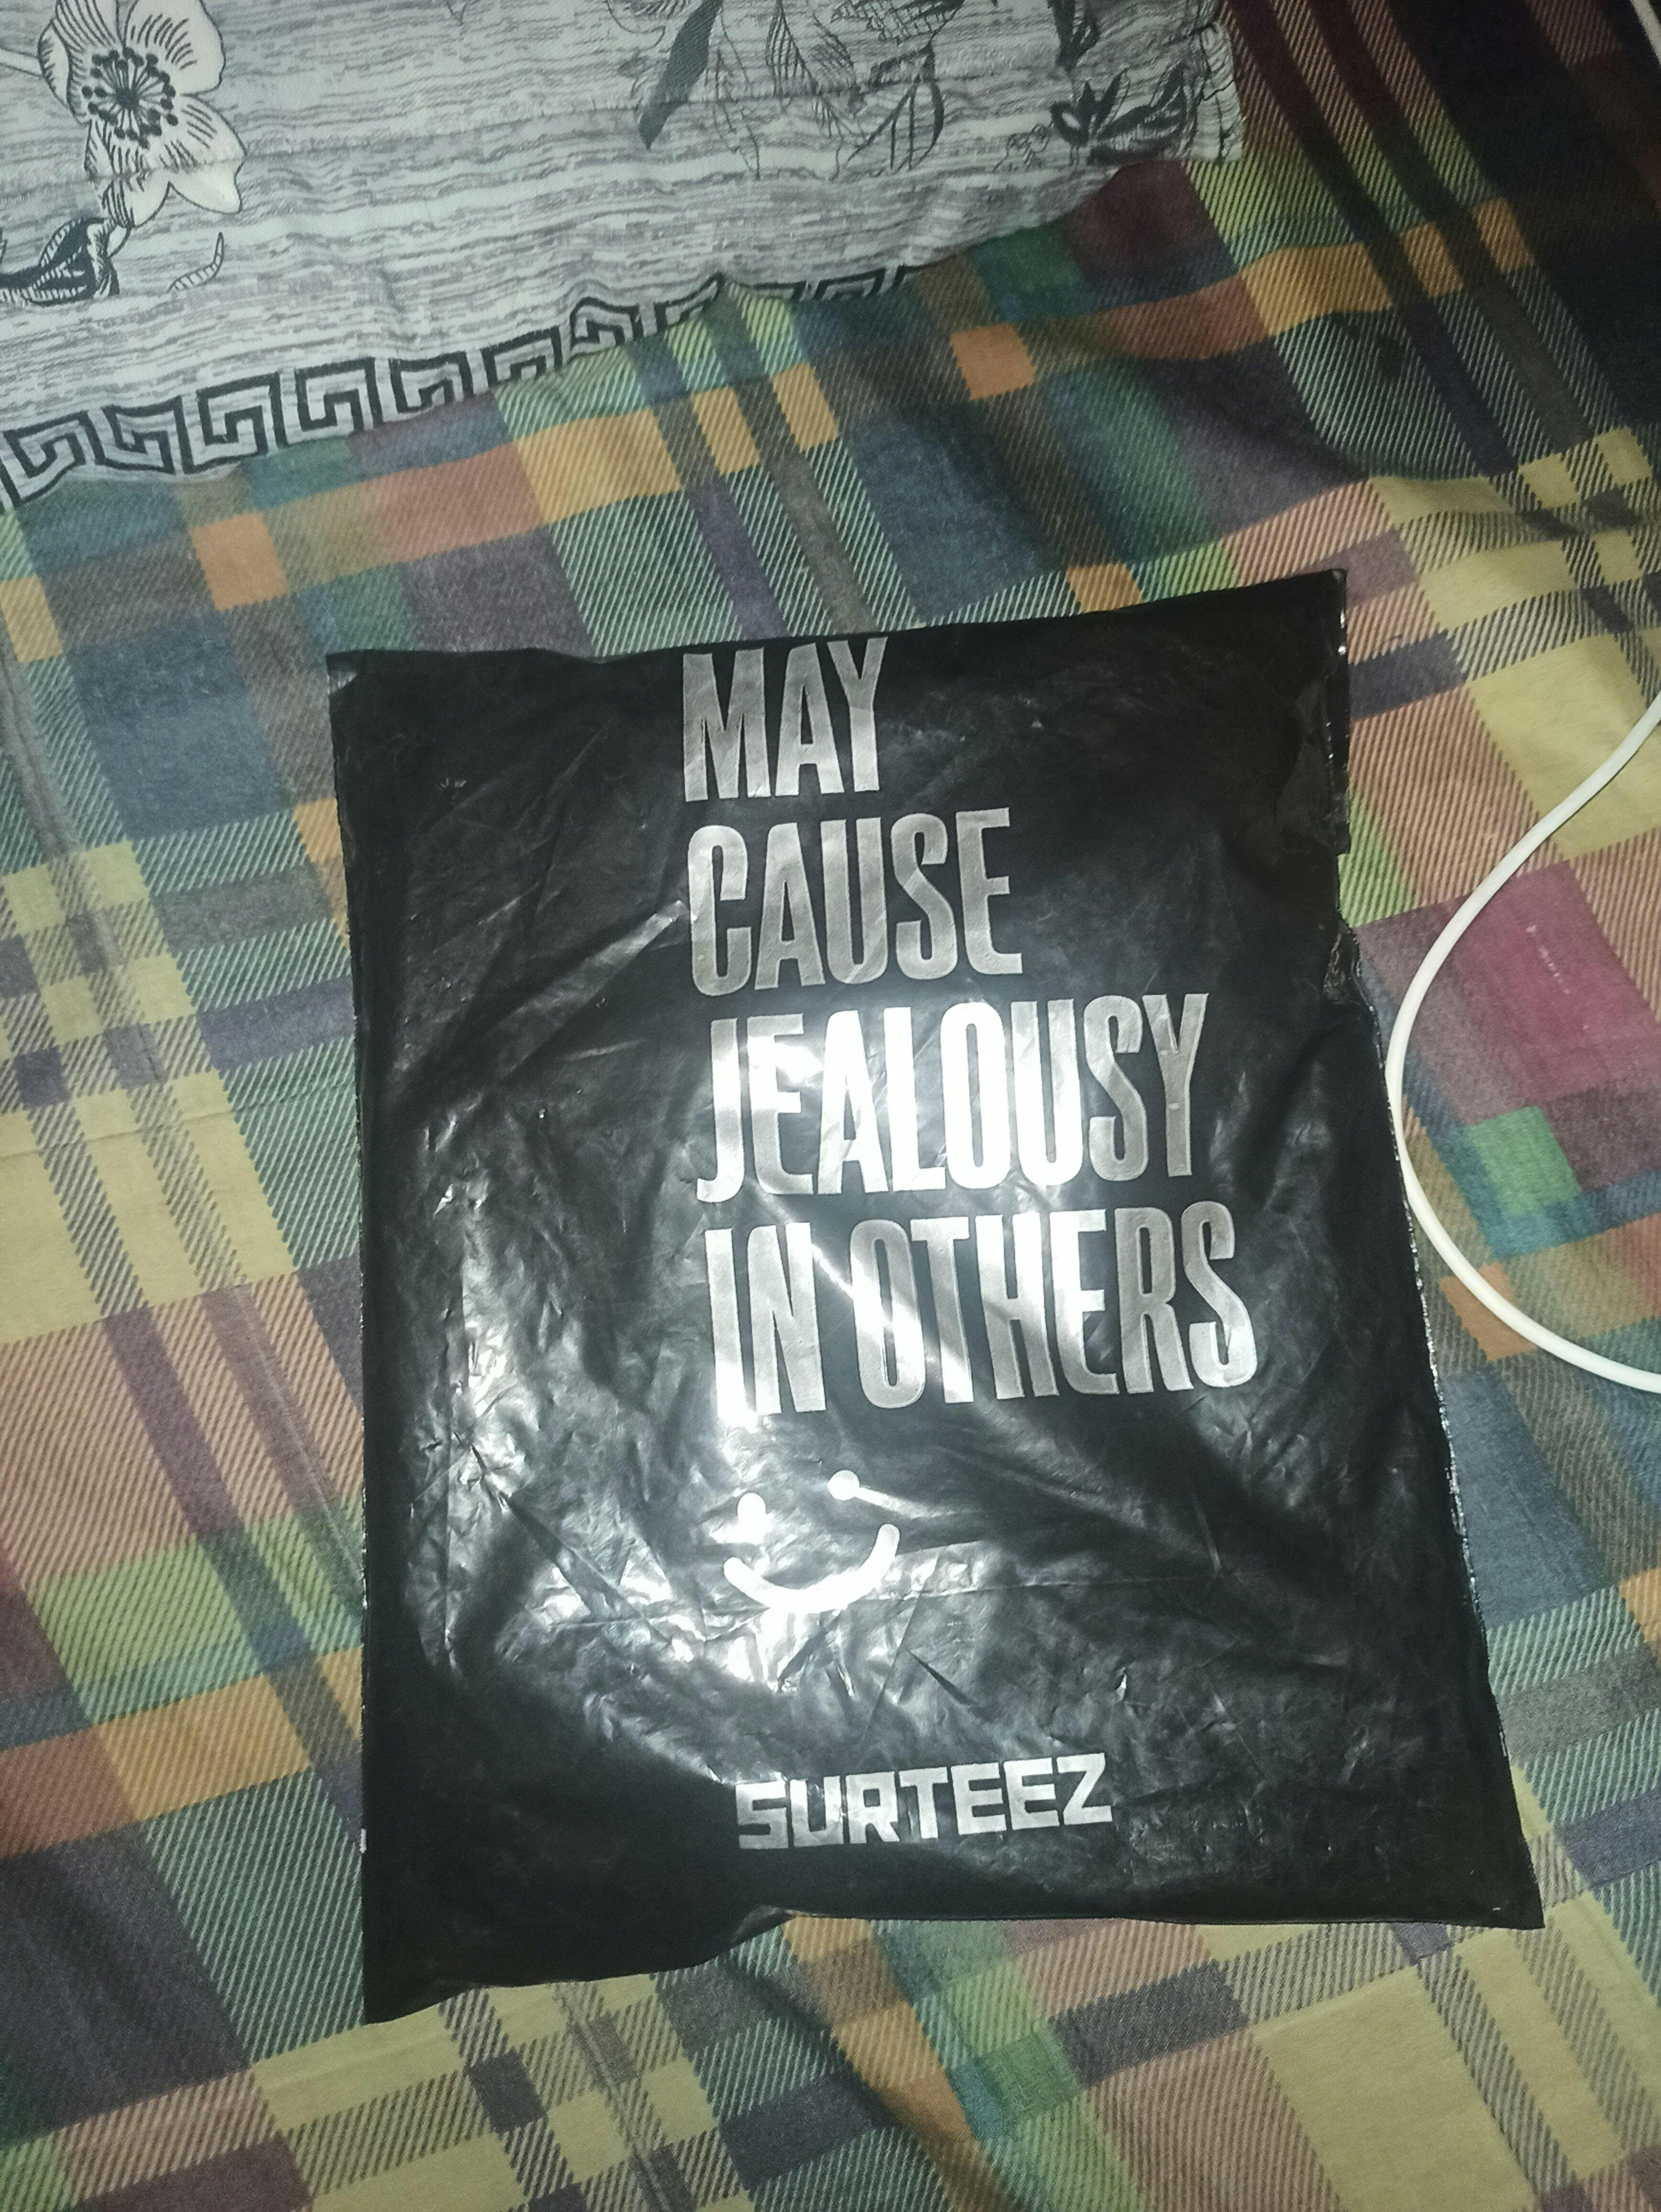 MAY
CAUSE
JEALOUSY
IN OTHERS
SURTEEZ